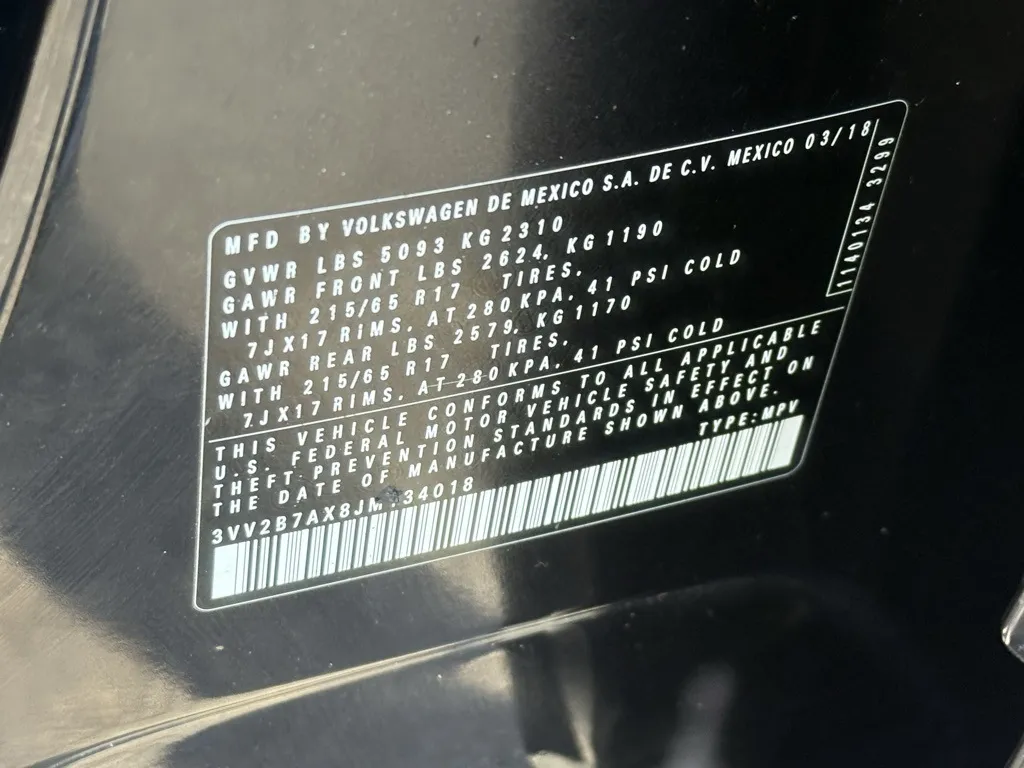 MFD BY VOLKSWAGEN DE MEXICO S.A. DE C.V. MEXICO 03/18
GVWR LBS 5093 KG 2310
GAWR FRONT LBS 2624, KG 1190
WITH 215/65 R17 TIRES,
7JX17 RIMS, AT 280 KPA, 41 PSI COLD
GAWR REAR LBS 2579, KG 1170
WITH 215/65 R17 TIRES,
7JX17 RIMS, AT 280 KPA, 41 PSI COLD
1140134 3299
THIS VEHICLE CONFORMS TO ALL APPLICABLE
U.S. FEDERAL MOTOR VEHICLE SAFETY AND
THEFT PREVENTION STANDARDS IN EFFECT ON
THE DATE OF MANUFACTURE SHOWN ABOVE.
TYPE: MPV